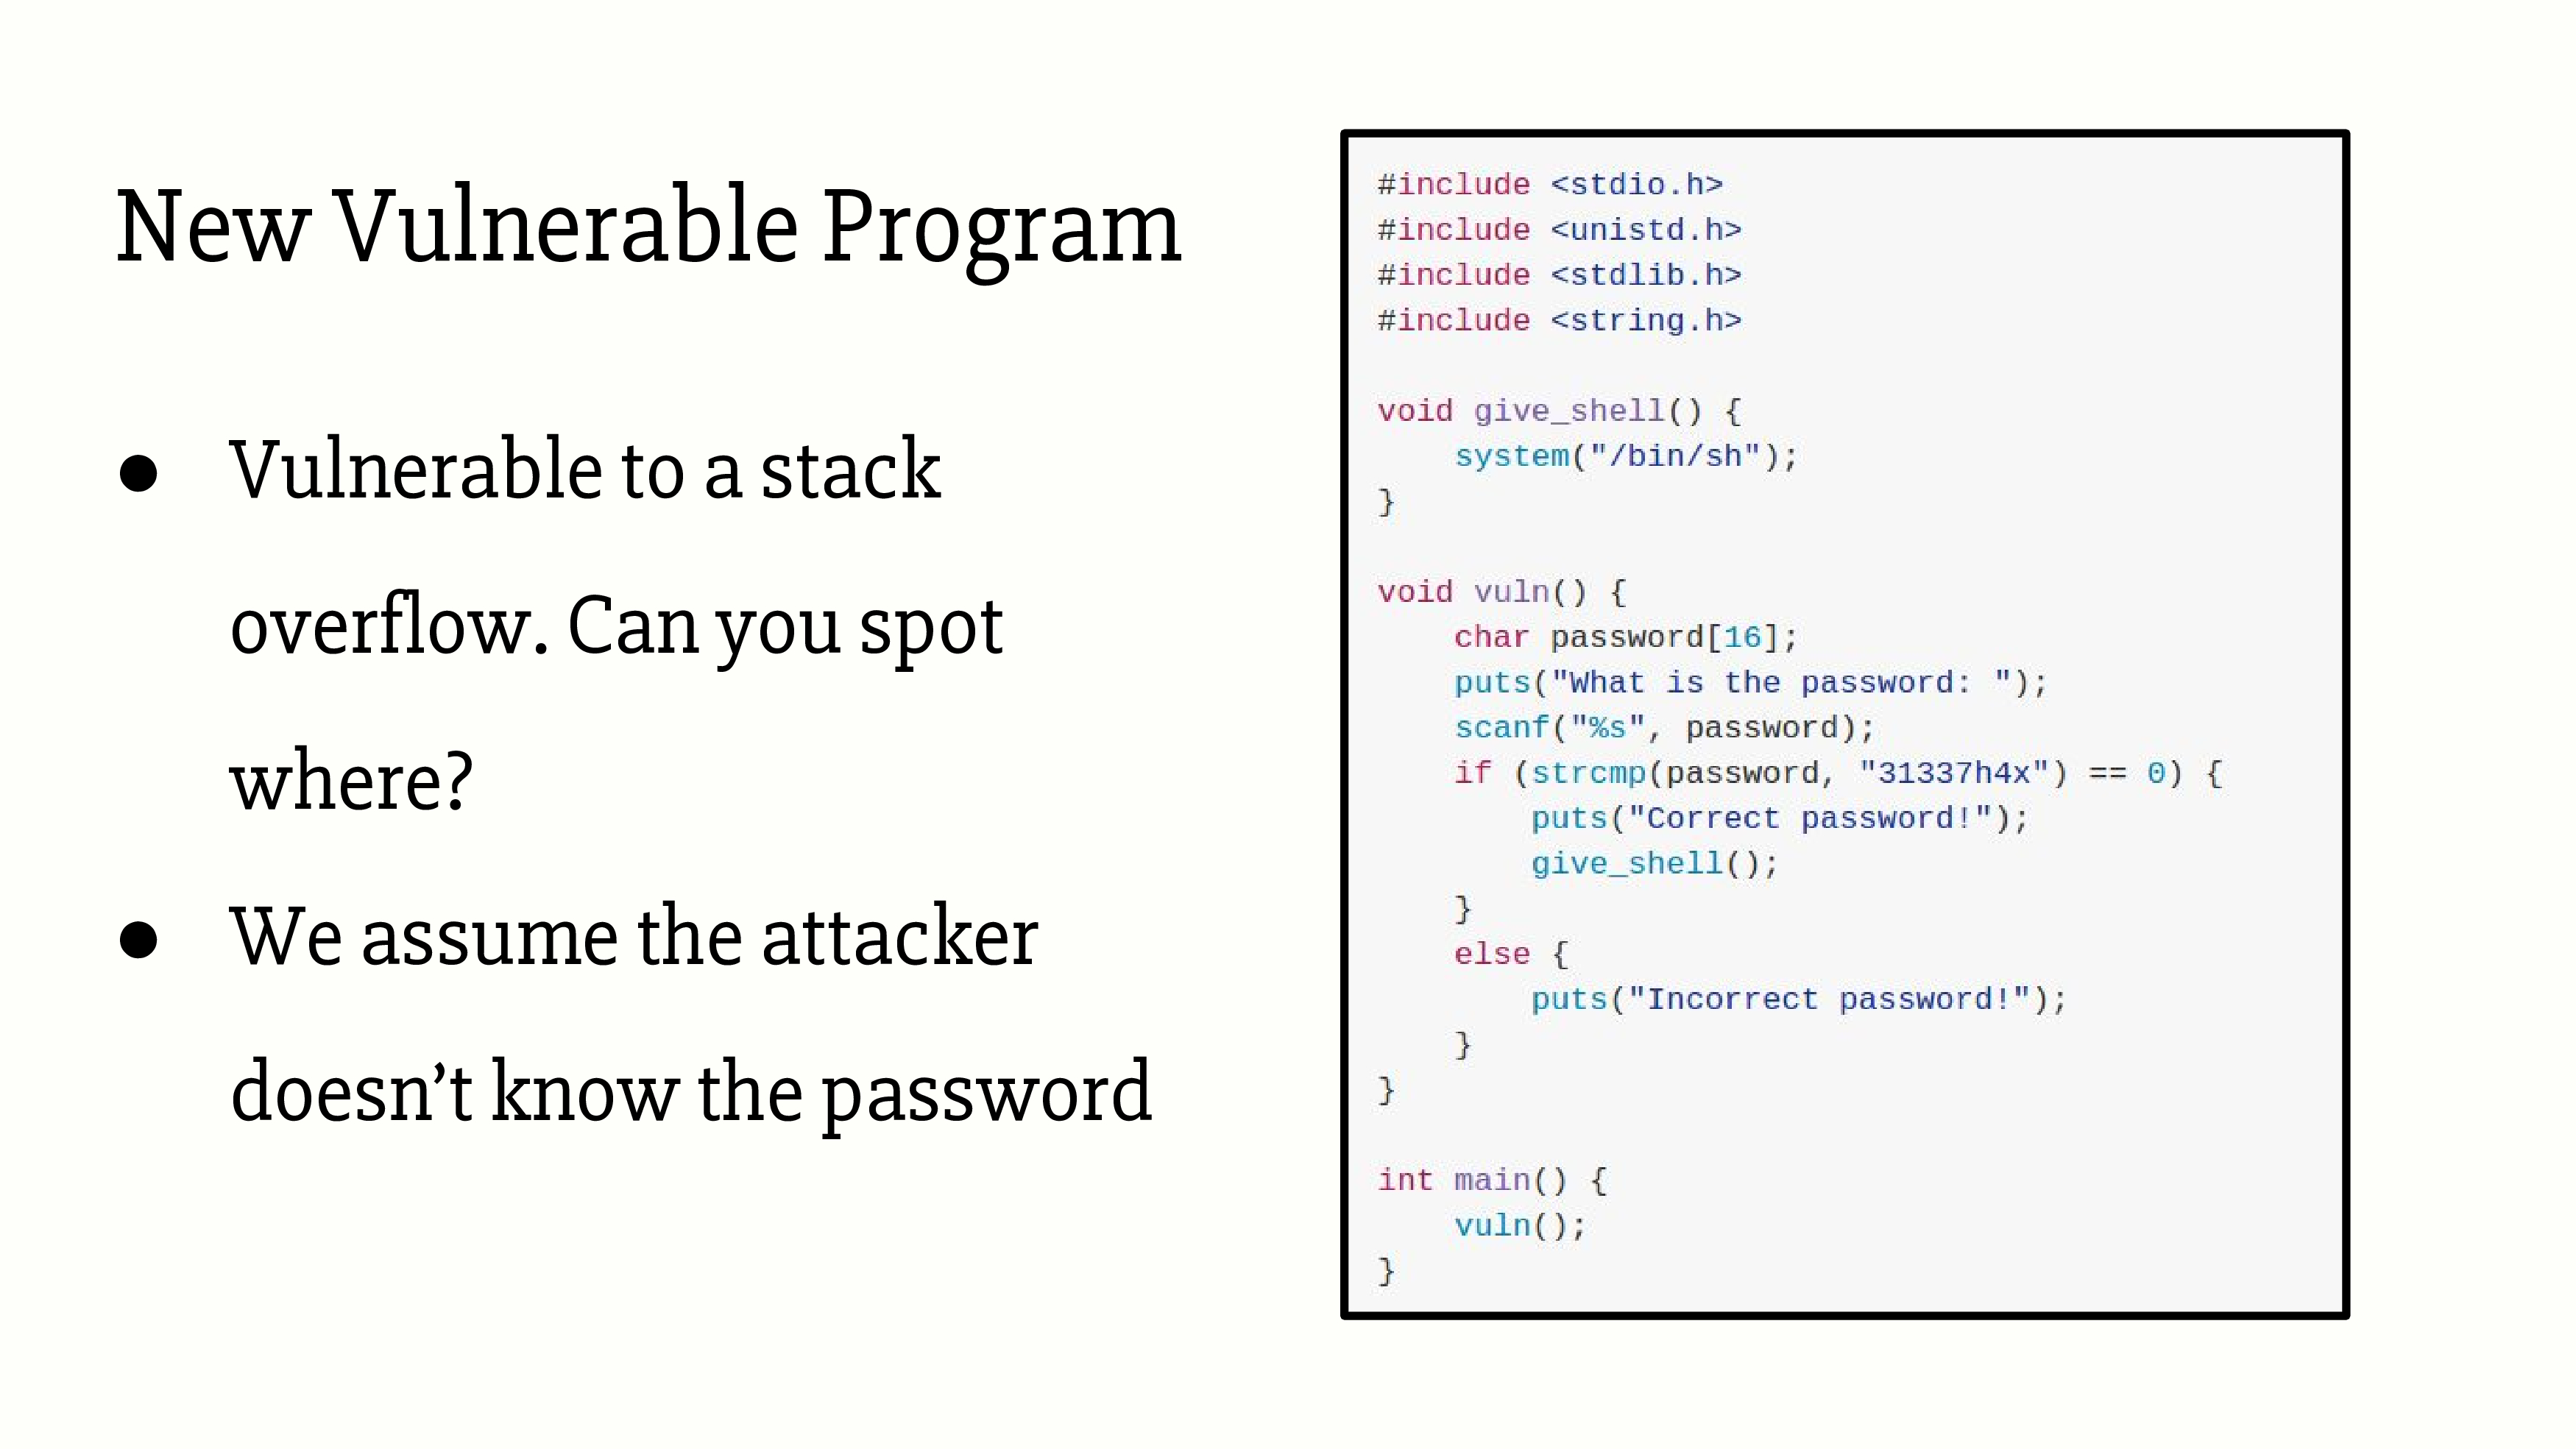 New Vulnerable Program
● Vulnerable to a stack
overflow. Can you spot
where?
● We assume the attacker
doesn’t know the password
#include <stdio.h>
#include <unistd.h>
#include <stdlib.h>
#include <string.h>

void give_shell() {
    system("/bin/sh");
}

void vuln() {
    char password[16];
    puts("What is the password: ");
    scanf("%s", password);
    if (strcmp(password, "31337h4x") == 0) {
        puts("Correct password!");
        give_shell();
    }
    else {
        puts("Incorrect password!");
    }
}

int main() {
    vuln();
}